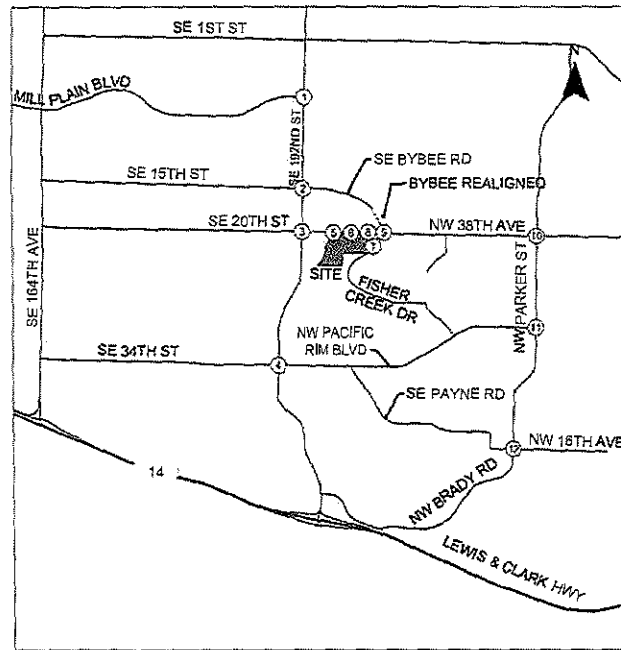 SE 1ST ST
N
MILL PLAIN BLVD
1
SE 192ND ST
SE 15TH ST
2
SE BYBEE RD
BYBEE REALIGNED
SE 20TH ST
3
5
6
8
9
NW 38TH AVE
10
7
SITE
SE 164TH AVE
FISHER
CREEK DR
NW PARKER ST
NW PACIFIC
RIM BLVD
11
SE 34TH ST
4
SE PAYNE RD
12
NW 16TH AVE
14
NW BRADY RD
LEWIS & CLARK HWY